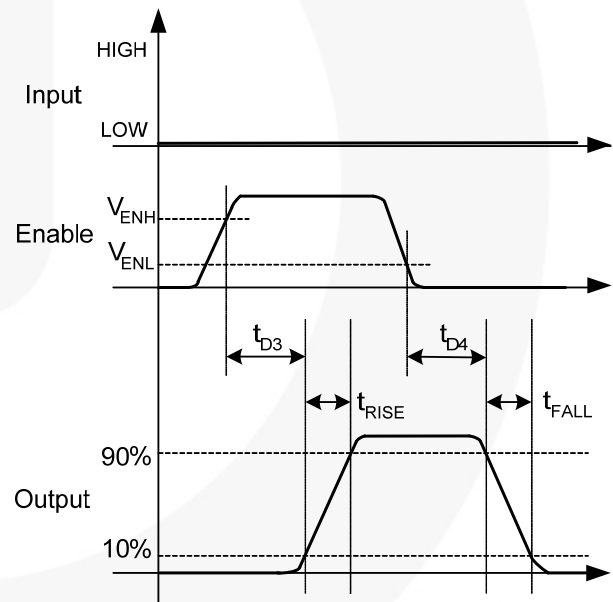 HIGH
Input
LOW
V_ENH
Enable
V_ENL
t_D3
t_D4
t_RISE
t_FALL
90%
Output
10%